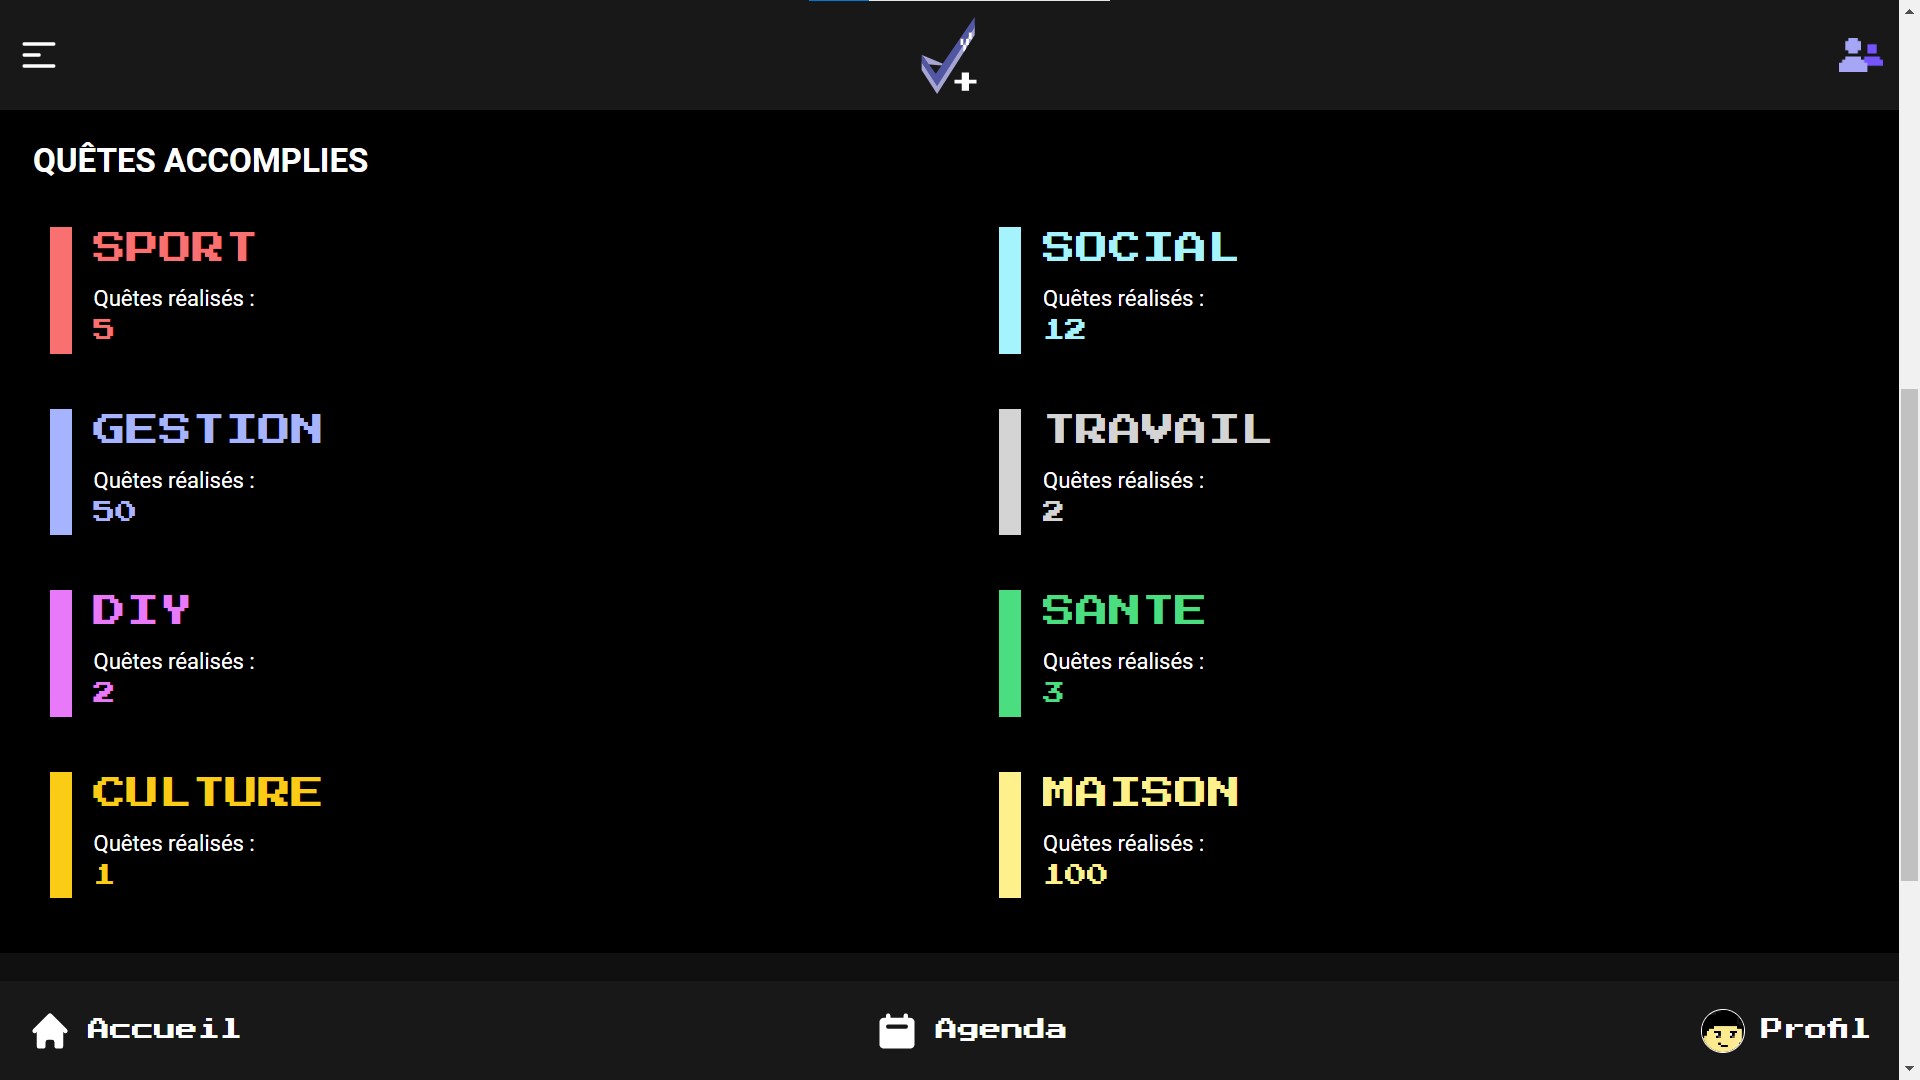 QUÊTES ACCOMPLIES
SPORT
Quêtes réalisés :
5
SOCIAL
Quêtes réalisés :
12
GESTION
Quêtes réalisés :
50
TRAVAIL
Quêtes réalisés :
2
DIY
Quêtes réalisés :
2
SANTE
Quêtes réalisés :
3
CULTURE
Quêtes réalisés :
1
MAISON
Quêtes réalisés :
100
Accueil
Agenda
Profil